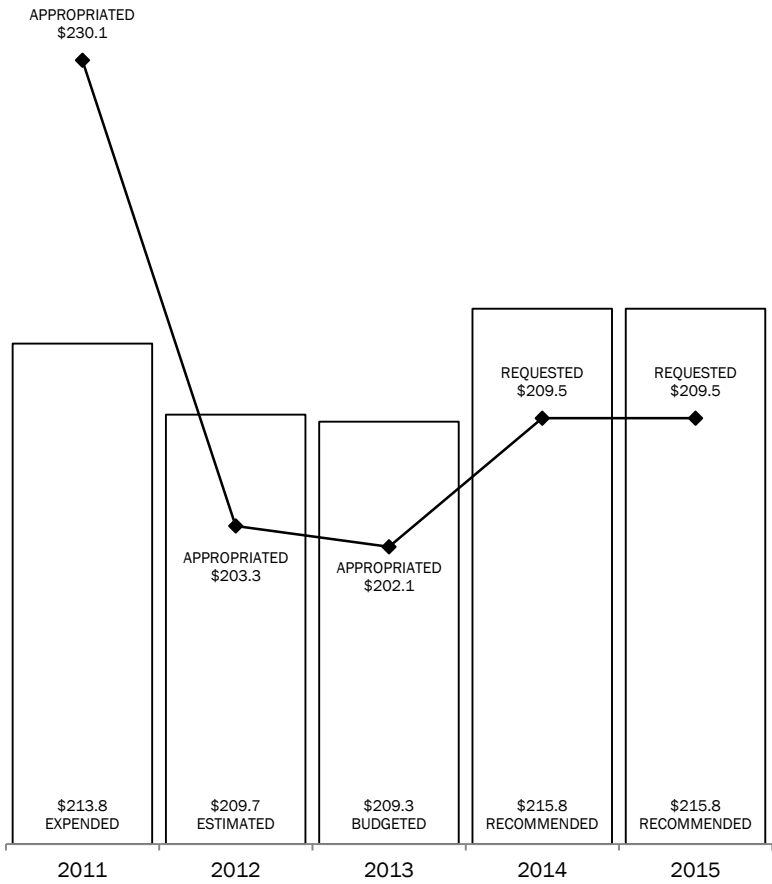 APPROPRIATED
$230.1
REQUESTED
$209.5
REQUESTED
$209.5
APPROPRIATED
$203.3
APPROPRIATED
$202.1
$213.8
EXPENDED
$209.7
ESTIMATED
$209.3
BUDGETED
$215.8
RECOMMENDED
$215.8
RECOMMENDED
2011
2012
2013
2014
2015